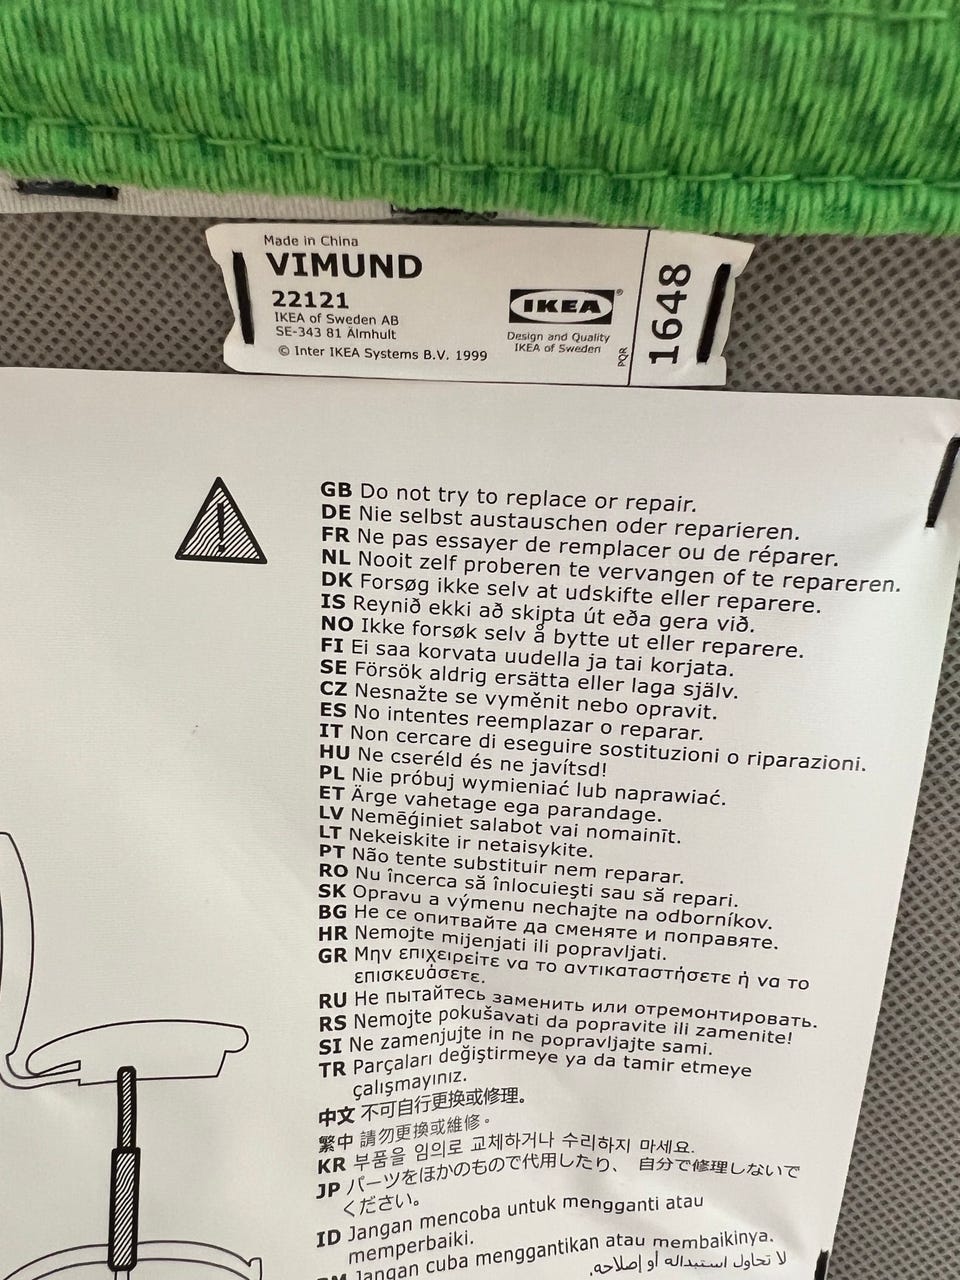 Made in China
VIMUND
22121
IKEA of Sweden AB
SE-343 81 Älmhult
© Inter IKEA Systems B.V. 1999
IKEA®
Design and Quality
IKEA of Sweden
PQR
1648
GB Do not try to replace or repair.
DE Nie selbst austauschen oder reparieren.
FR Ne pas essayer de remplacer ou de réparer.
NL Nooit zelf proberen te vervangen of te repareren.
DK Forsøg ikke selv at udskifte eller reparere.
IS Reynið ekki að skipta út eða gera við.
NO Ikke forsøk selv å bytte ut eller reparere.
FI Ei saa korvata uudella ja tai korjata.
SE Försök aldrig ersätta eller laga själv.
CZ Nesnažte se vyměnit nebo opravit.
ES No intentes reemplazar o reparar.
IT Non cercare di eseguire sostituzioni o riparazioni.
HU Ne cseréld és ne javítsd!
PL Nie próbuj wymieniać lub naprawiać.
ET Ärge vahetage ega parandage.
LV Nemēģiniet salabot vai nomainīt.
LT Nekeiskite ir netaisykite.
PT Não tente substituir nem reparar.
RO Nu încerca să înlocuieşti sau să repari.
SK Opravu a výmenu nechajte na odborníkov.
BG Не се опитвайте да сменяте и поправяте.
HR Nemojte mijenjati ili popravljati.
GR Μην επιχειρείτε να το αντικαταστήσετε ή να το
επισκευάσετε.
RU Не пытайтесь заменить или отремонтировать.
RS Nemojte pokušavati da popravite ili zamenite!
SI Ne zamenjujte in ne popravljajte sami.
TR Parçaları değiştirmeye ya da tamir etmeye
çalışmayınız.
中文 不可自行更换或修理。
繁中 請勿更換或維修。
KR 부품을 임의로 교체하거나 수리하지 마세요.
JP パーツをほかのもので代用したり、 自分で修理しないで
ください。
ID Jangan mencoba untuk mengganti atau
memperbaiki.
Jangan cuba menggantikan atau membaikinya.
لا تحاول استبداله أو إصلاحه.